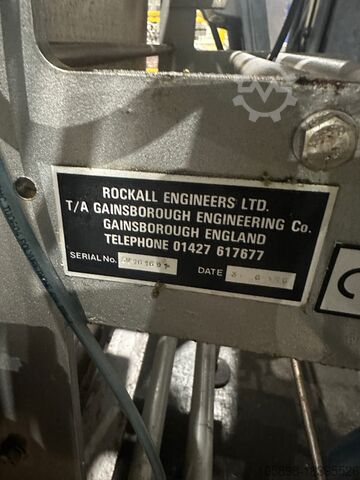 ROCKALL ENGINEERS LTD.
T/A GAINSBOROUGH ENGINEERING Co.
GAINSBOROUGH ENGLAND
TELEPHONE 01427 617677
SERIAL No.
DATE